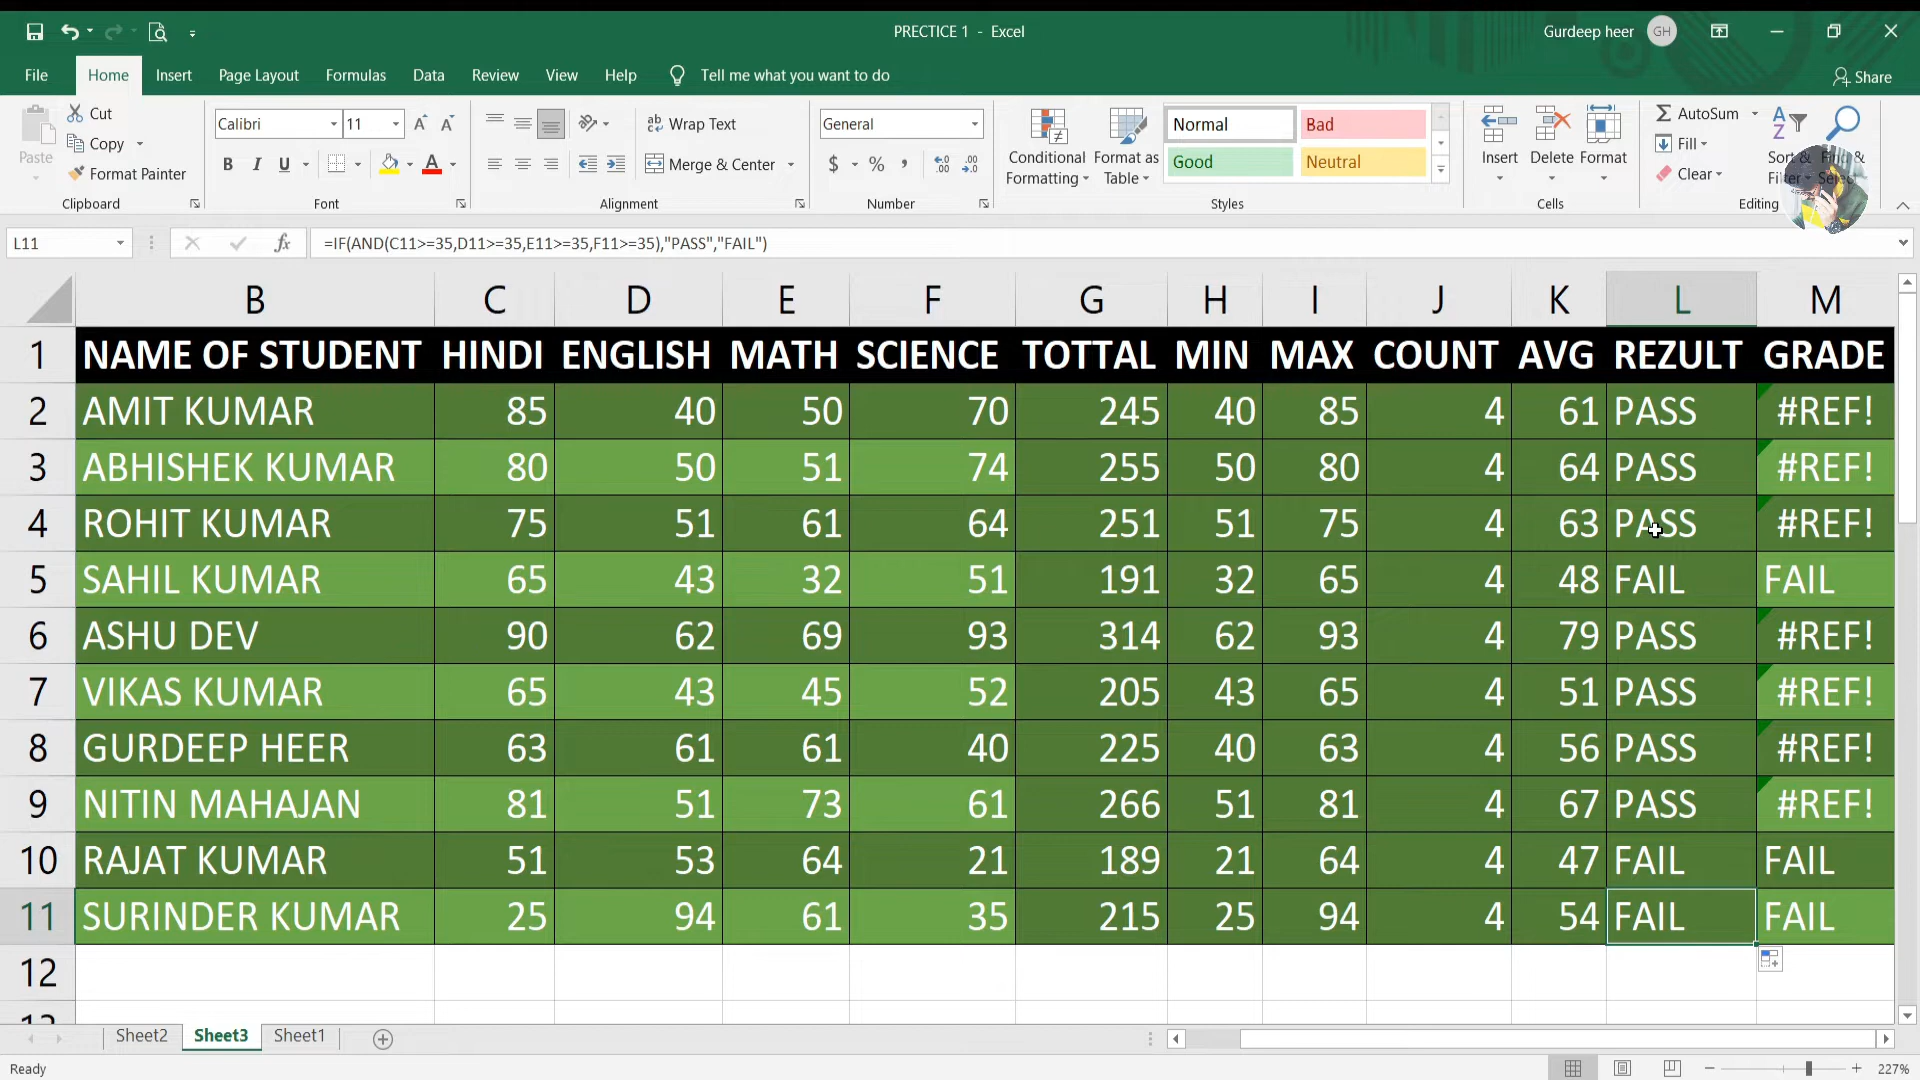 PRECTICE 1 - Excel
Gurdeep heer GH
File Home Insert Page Layout Formulas Data Review View Help Tell me what you want to do Share
Paste
Cut
Copy
Format Painter
Clipboard
Calibri 11 A A
B I U A
Font
ab Wrap Text
Merge & Center
Alignment
General
$ % , .00 .00
Number
Conditional Formatting
Format as Table
Normal Bad
Good Neutral
Styles
Insert Delete Format
Cells
AutoSum
Fill
Clear
Editing
L11 fx =IF(AND(C11>=35,D11>=35,E11>=35,F11>=35),"PASS","FAIL")
B C D E F G H I J K L M
1 NAME OF STUDENT HINDI ENGLISH MATH SCIENCE TOTTAL MIN MAX COUNT AVG REZULT GRADE
2 AMIT KUMAR 85 40 50 70 245 40 85 4 61 PASS #REF!
3 ABHISHEK KUMAR 80 50 51 74 255 50 80 4 64 PASS #REF!
4 ROHIT KUMAR 75 51 61 64 251 51 75 4 63 PASS #REF!
5 SAHIL KUMAR 65 43 32 51 191 32 65 4 48 FAIL FAIL
6 ASHU DEV 90 62 69 93 314 62 93 4 79 PASS #REF!
7 VIKAS KUMAR 65 43 45 52 205 43 65 4 51 PASS #REF!
8 GURDEEP HEER 63 61 61 40 225 40 63 4 56 PASS #REF!
9 NITIN MAHAJAN 81 51 73 61 266 51 81 4 67 PASS #REF!
10 RAJAT KUMAR 51 53 64 21 189 21 64 4 47 FAIL FAIL
11 SURINDER KUMAR 25 94 61 35 215 25 94 4 54 FAIL FAIL
12
Sheet2 Sheet3 Sheet1
Ready 227%